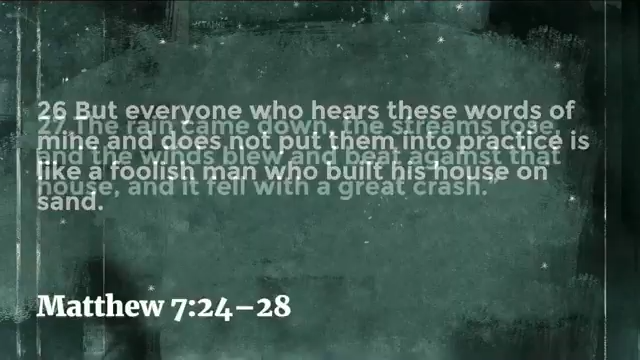 26 But everyone who hears these words of
mine and does not put them into practice is
like a foolish man who built his house on
sand.
27 The rain came down, the streams rose,
and the winds blew and beat against that
house, and it fell with a great crash.”
Matthew 7:24–28